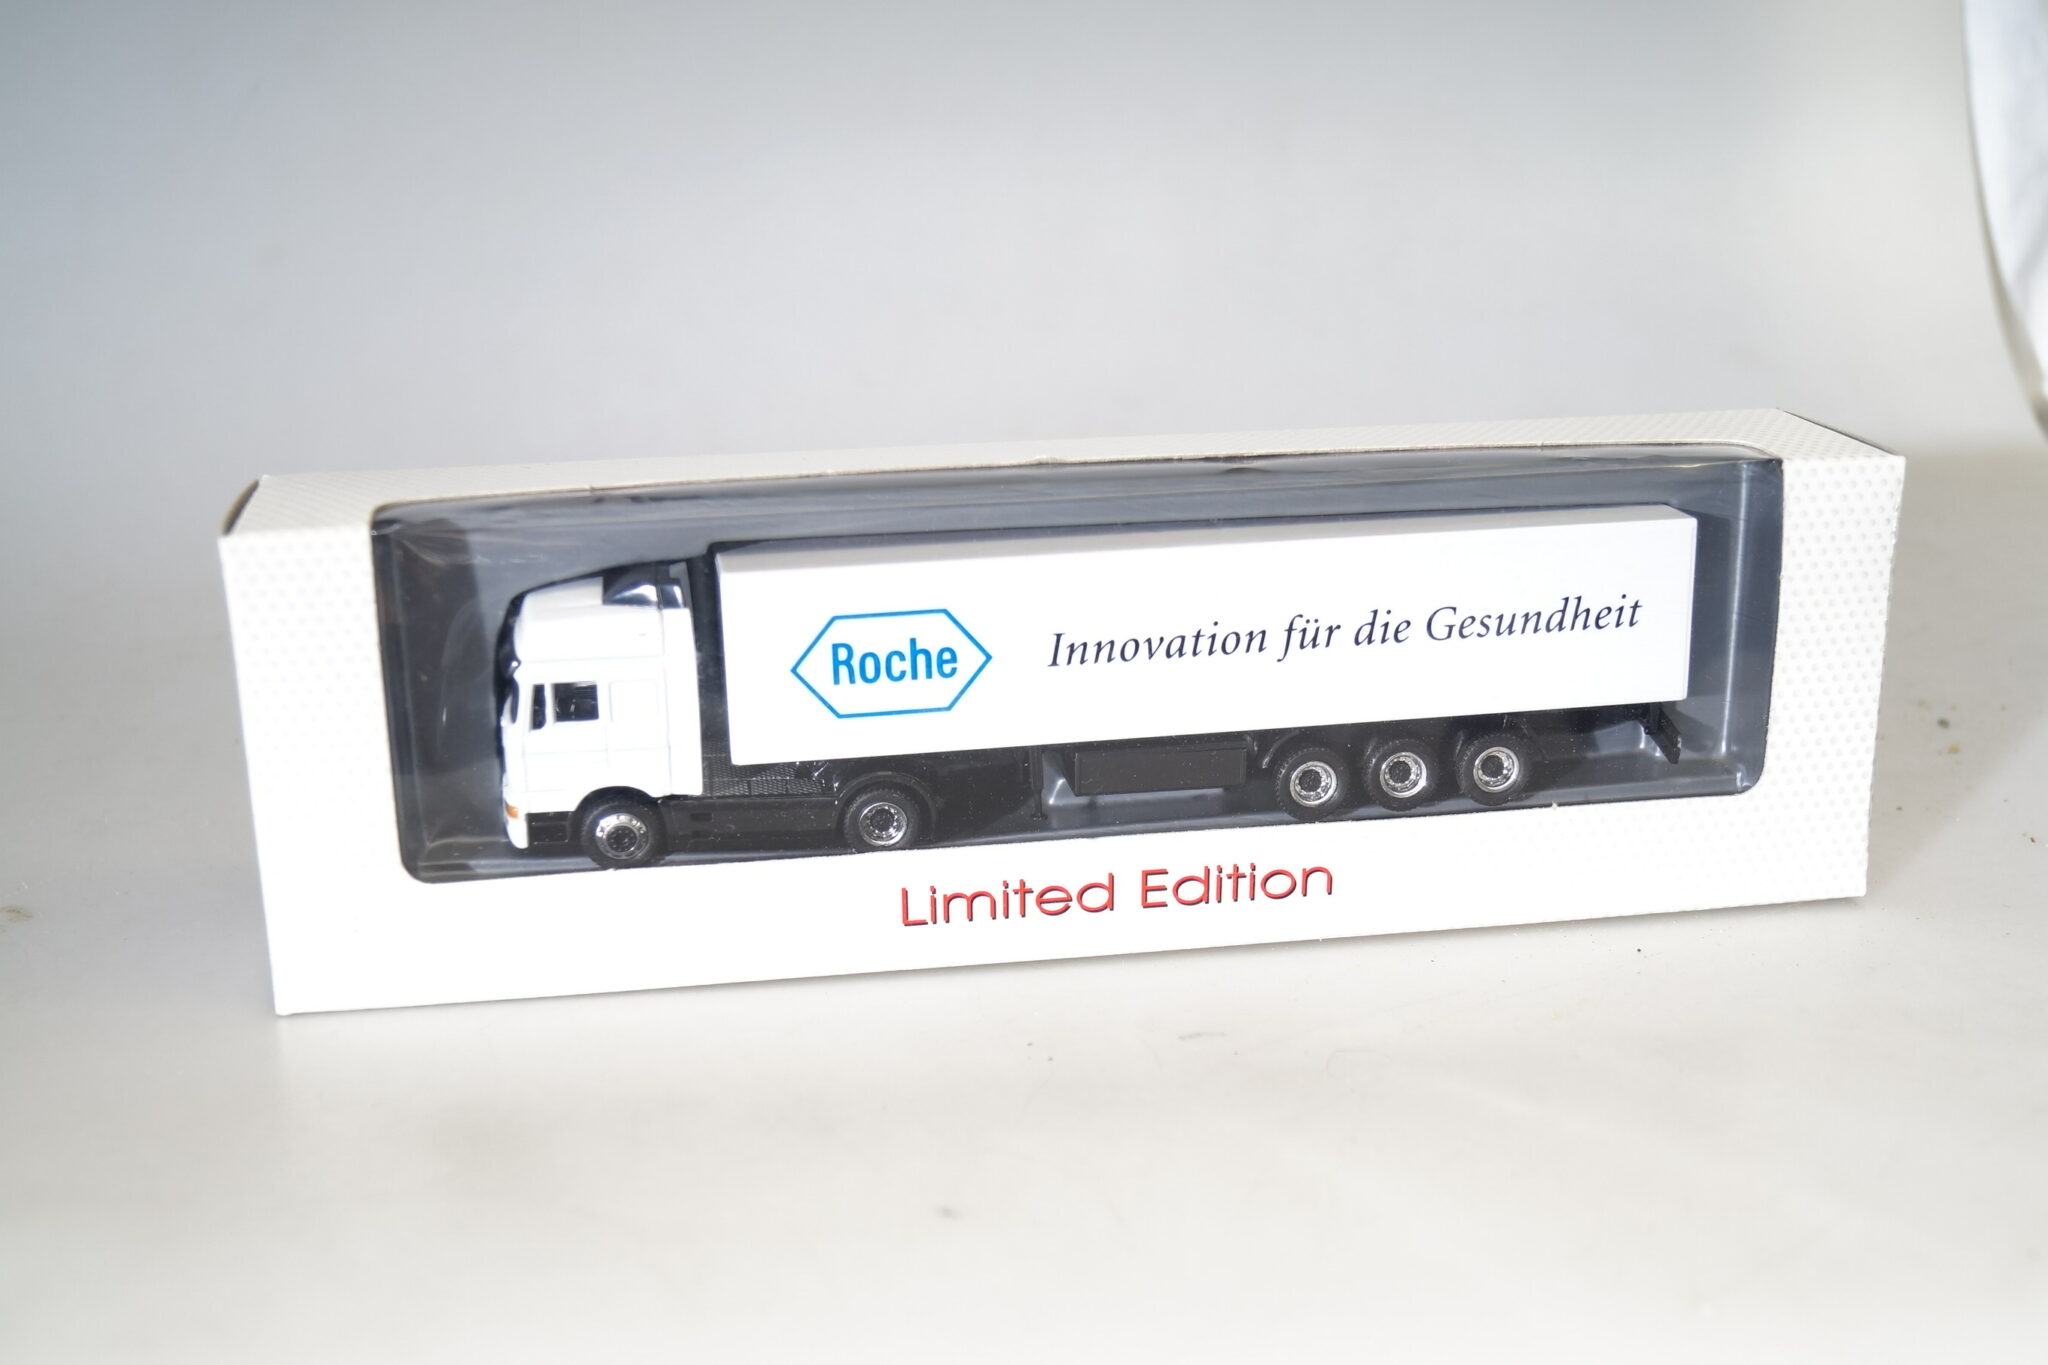 Roche
Innovation für die Gesundheit
Limited Edition